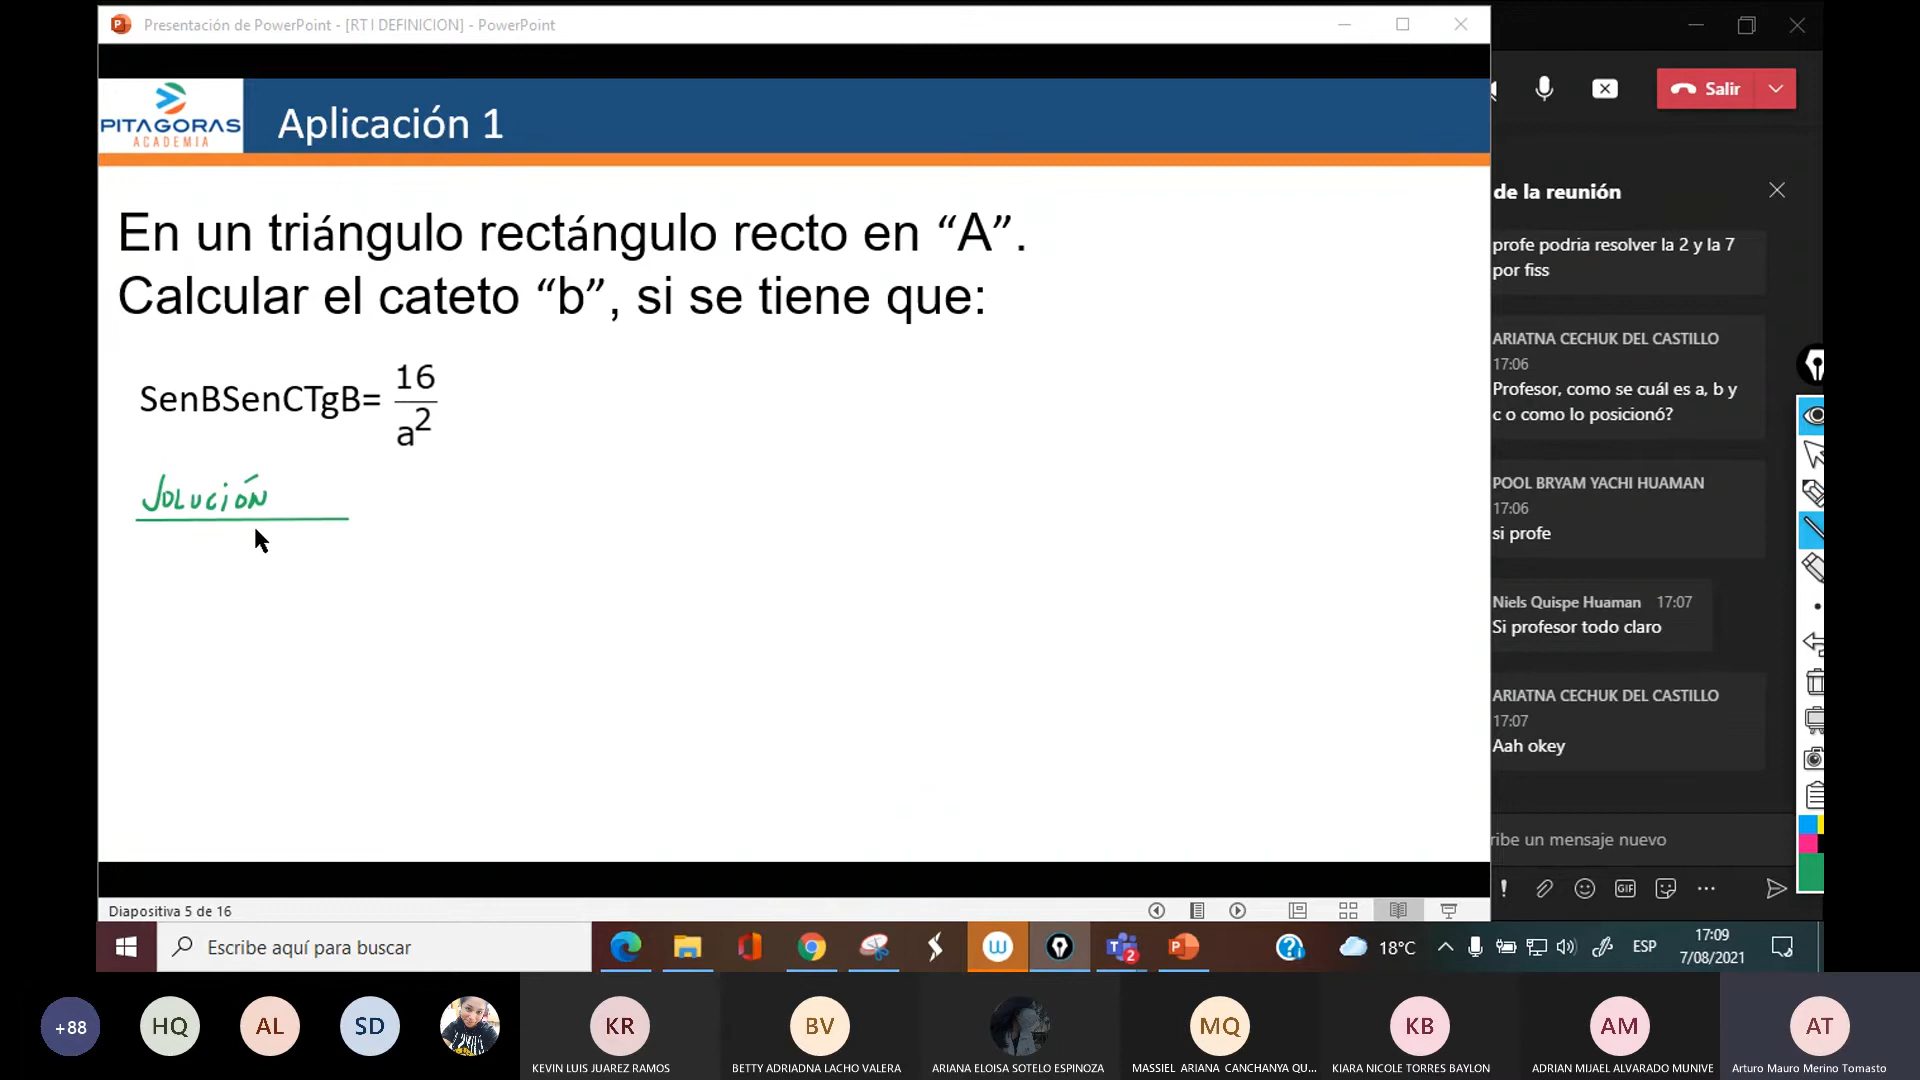 Presentación de PowerPoint - [RT I DEFINICION] - PowerPoint
PITAGORAS
ACADEMIA
Aplicación 1
En un triángulo rectángulo recto en “A”.
Calcular el cateto “b”, si se tiene que:
SenBSenCTgB= 16/a²
SOLUCIÓN
Diapositiva 5 de 16
Salir
de la reunión
profe podria resolver la 2 y la 7
por fiss
ARIATNA CECHUK DEL CASTILLO
17:06
Profesor, como se cuál es a, b y
c o como lo posicionó?
POOL BRYAM YACHI HUAMAN
17:06
si profe
Niels Quispe Huaman 17:07
Si profesor todo claro
ARIATNA CECHUK DEL CASTILLO
17:07
Aah okey
ribe un mensaje nuevo
GIF
Escribe aquí para buscar
2
18°C
ESP
17:09
7/08/2021
+88
HQ
AL
SD
KR
KEVIN LUIS JUAREZ RAMOS
BV
BETTY ADRIADNA LACHO VALERA
ARIANA ELOISA SOTELO ESPINOZA
MQ
MASSIEL ARIANA CANCHANYA QU...
KB
KIARA NICOLE TORRES BAYLON
AM
ADRIAN MIJAEL ALVARADO MUNIVE
AT
Arturo Mauro Merino Tomasto